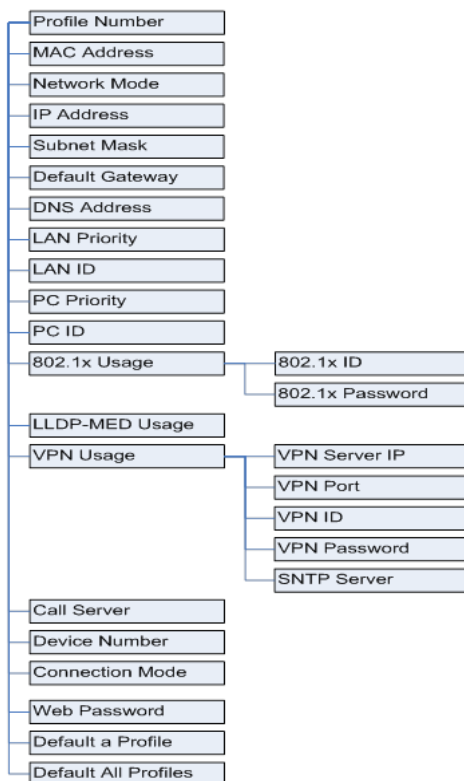 Profile Number
MAC Address
Network Mode
IP Address
Subnet Mask
Default Gateway
DNS Address
LAN Priority
LAN ID
PC Priority
PC ID
802.1x Usage
802.1x ID
802.1x Password
LLDP-MED Usage
VPN Usage
VPN Server IP
VPN Port
VPN ID
VPN Password
SNTP Server
Call Server
Device Number
Connection Mode
Web Password
Default a Profile
Default All Profiles